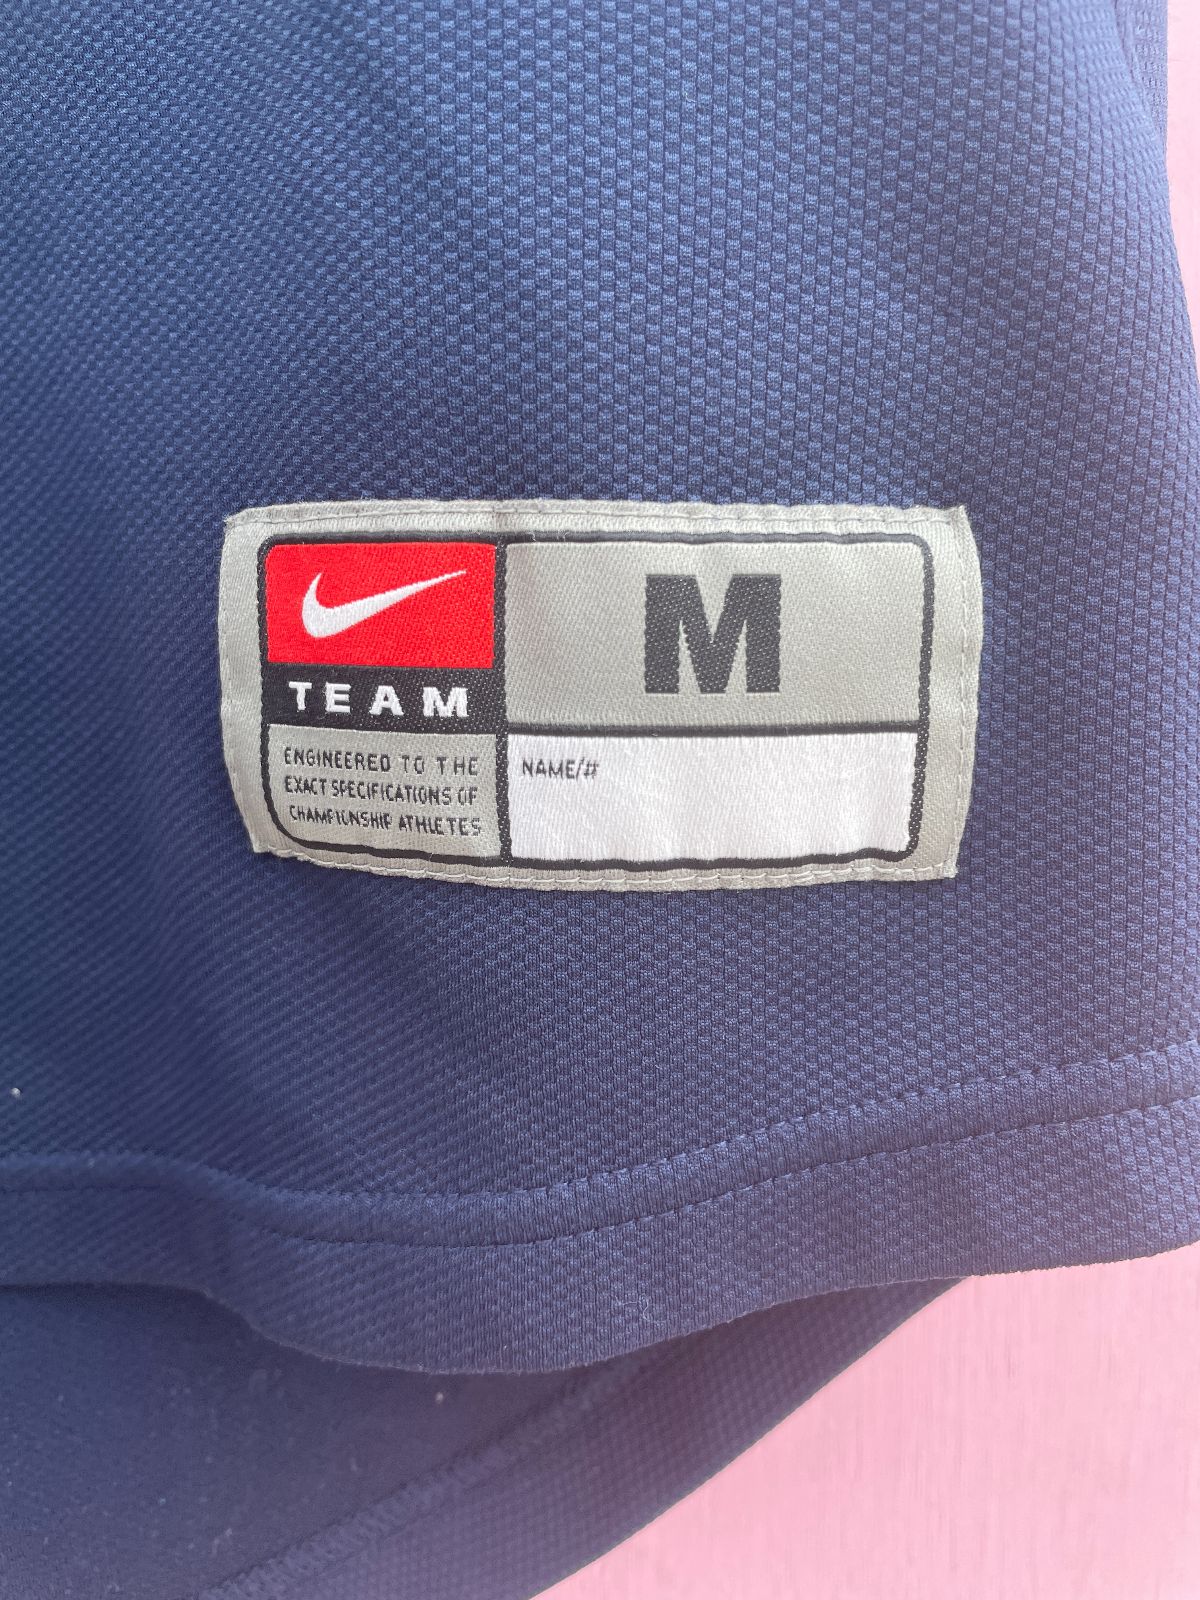 TEAM
ENGINEERED TO THE
EXACT SPECIFICATIONS OF
CHAMPIONSHIP ATHLETES
M
NAME/#